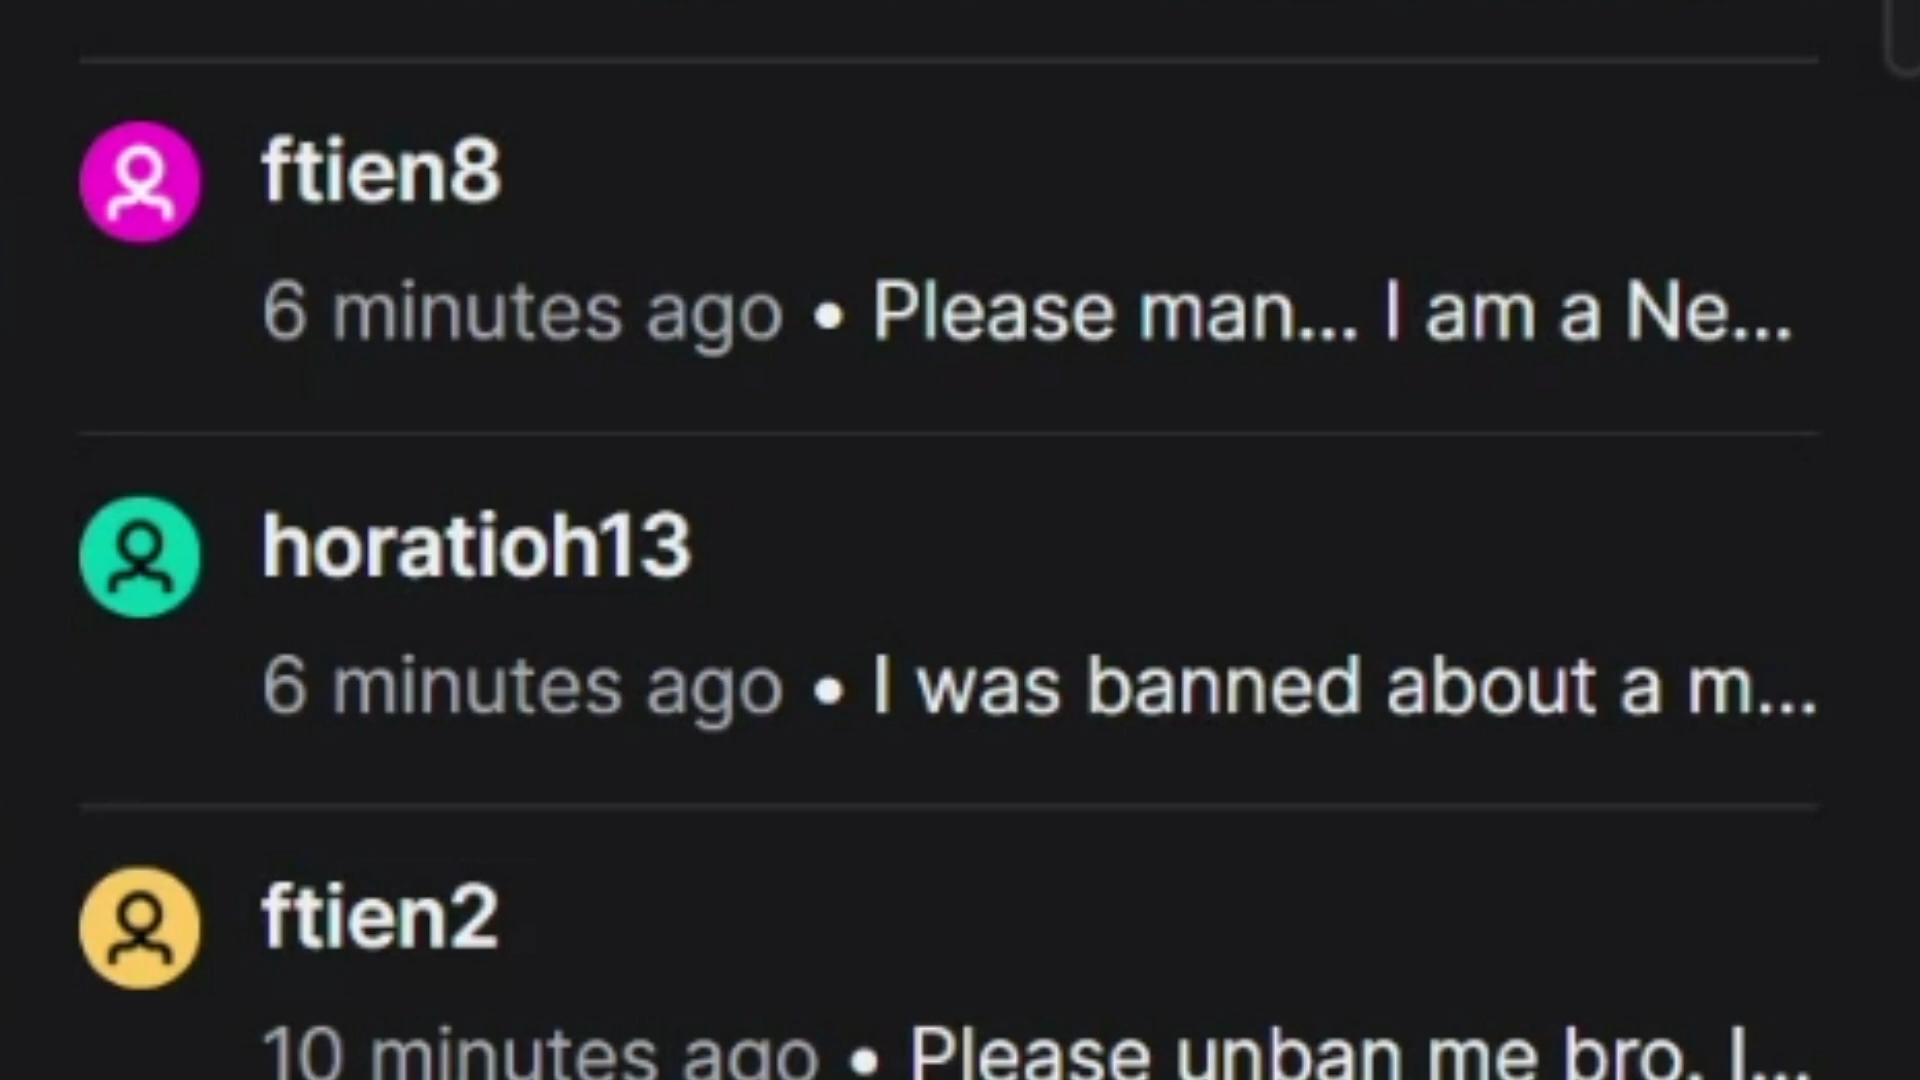 ftien8
6 minutes ago • Please man... I am a Ne...
horatioh13
6 minutes ago • I was banned about a m...
ftien2
10 minutes ago • Please unban me bro. I...